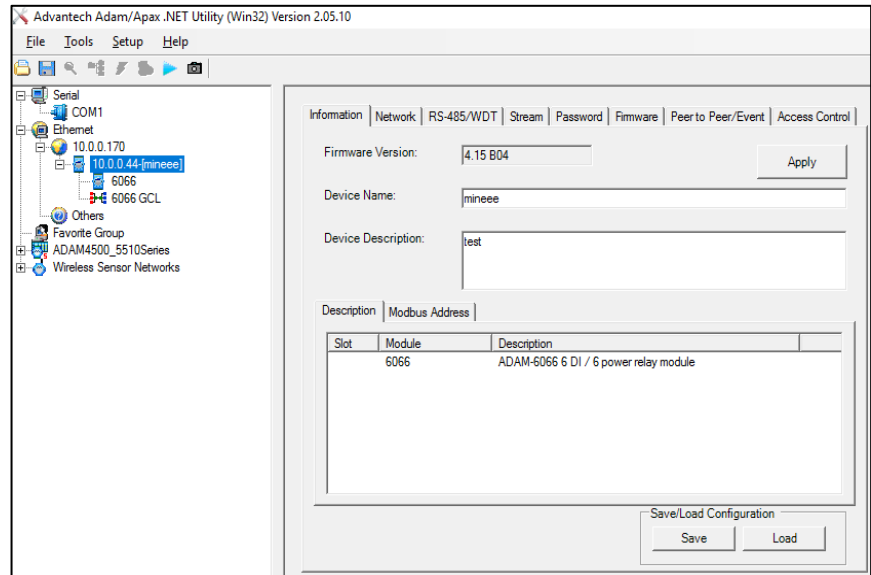 Advantech Adam/Apax .NET Utility (Win32) Version 2.05.10
File Tools Setup Help
Serial
COM1
Ethernet
10.0.0.170
10.0.0.44-[mineee]
6066
6066 GCL
Others
Favorite Group
ADAM4500_5510Series
Wireless Sensor Networks
Information Network RS-485/WDT Stream Password Firmware Peer to Peer/Event Access Control
Firmware Version: 4.15 B04
Apply
Device Name: mineee
Device Description: test
Description Modbus Address
Slot Module Description
6066 ADAM-6066 6 DI / 6 power relay module
Save/Load Configuration
Save Load